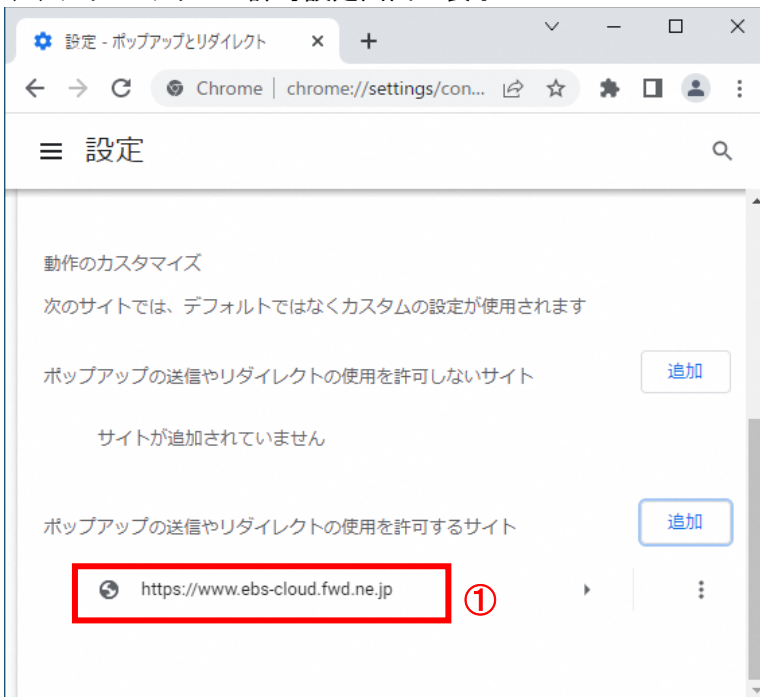 設定 - ポップアップとリダイレクト
Chrome | chrome://settings/con...
設定
動作のカスタマイズ
次のサイトでは、デフォルトではなくカスタムの設定が使用されます
ポップアップの送信やリダイレクトの使用を許可しないサイト
追加
サイトが追加されていません
ポップアップの送信やリダイレクトの使用を許可するサイト
追加
https://www.ebs-cloud.fwd.ne.jp
①